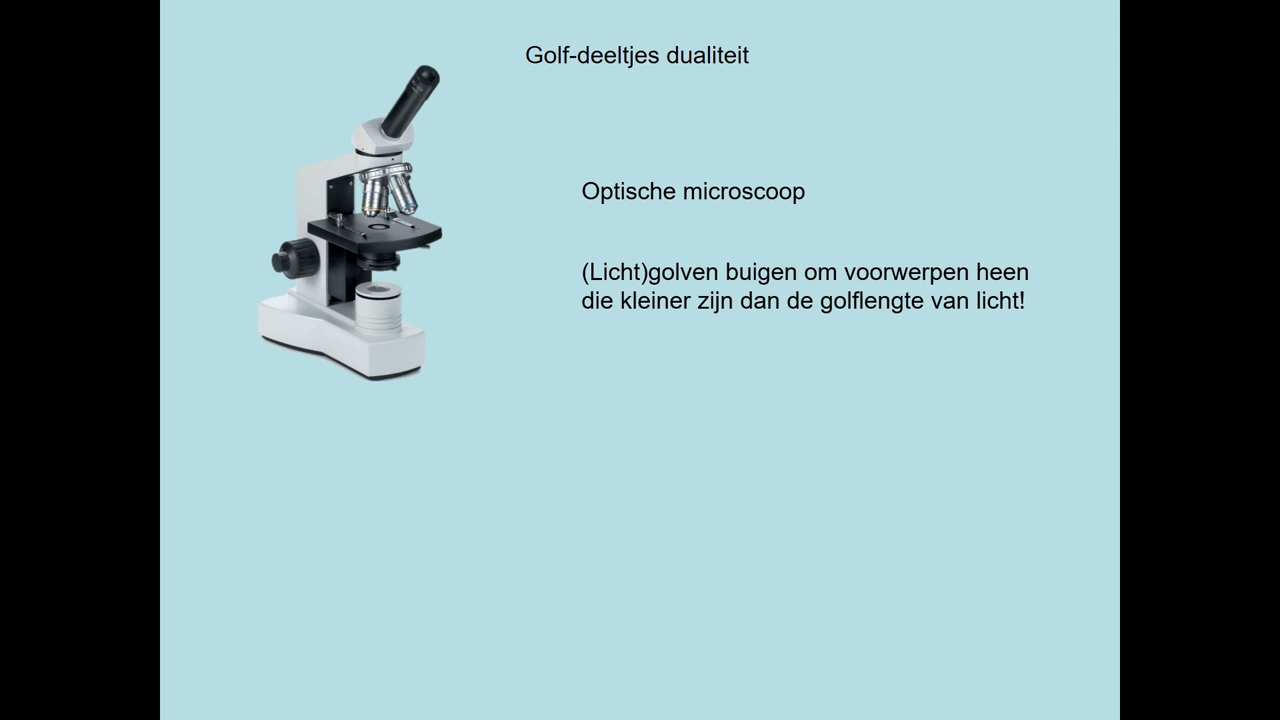 Golf-deeltjes dualiteit
Optische microscoop
(Licht)golven buigen om voorwerpen heen
die kleiner zijn dan de golflengte van licht!